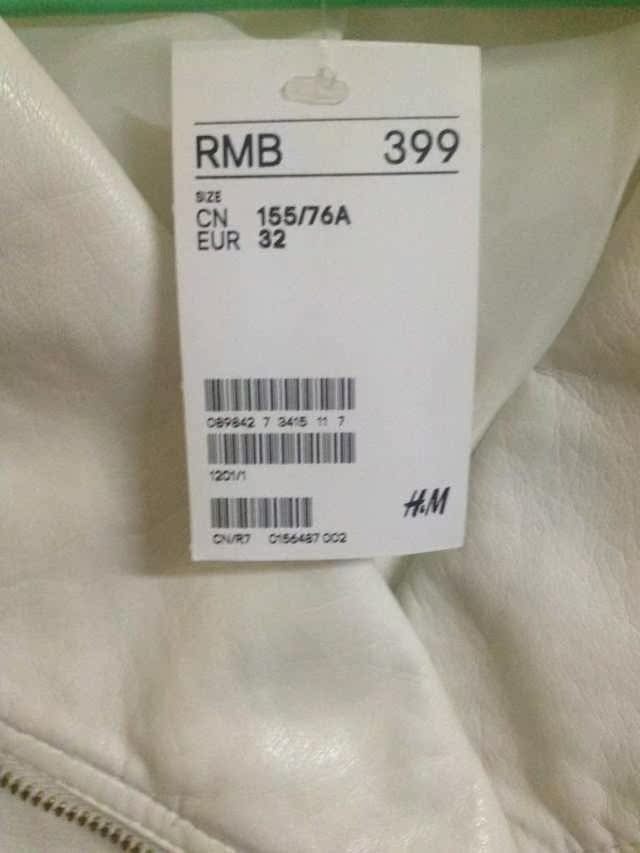 RMB 399
SIZE
CN 155/76A
EUR 32
089842 7 3415 11 7
1201/1
H&M
CN/R7 0156487 002